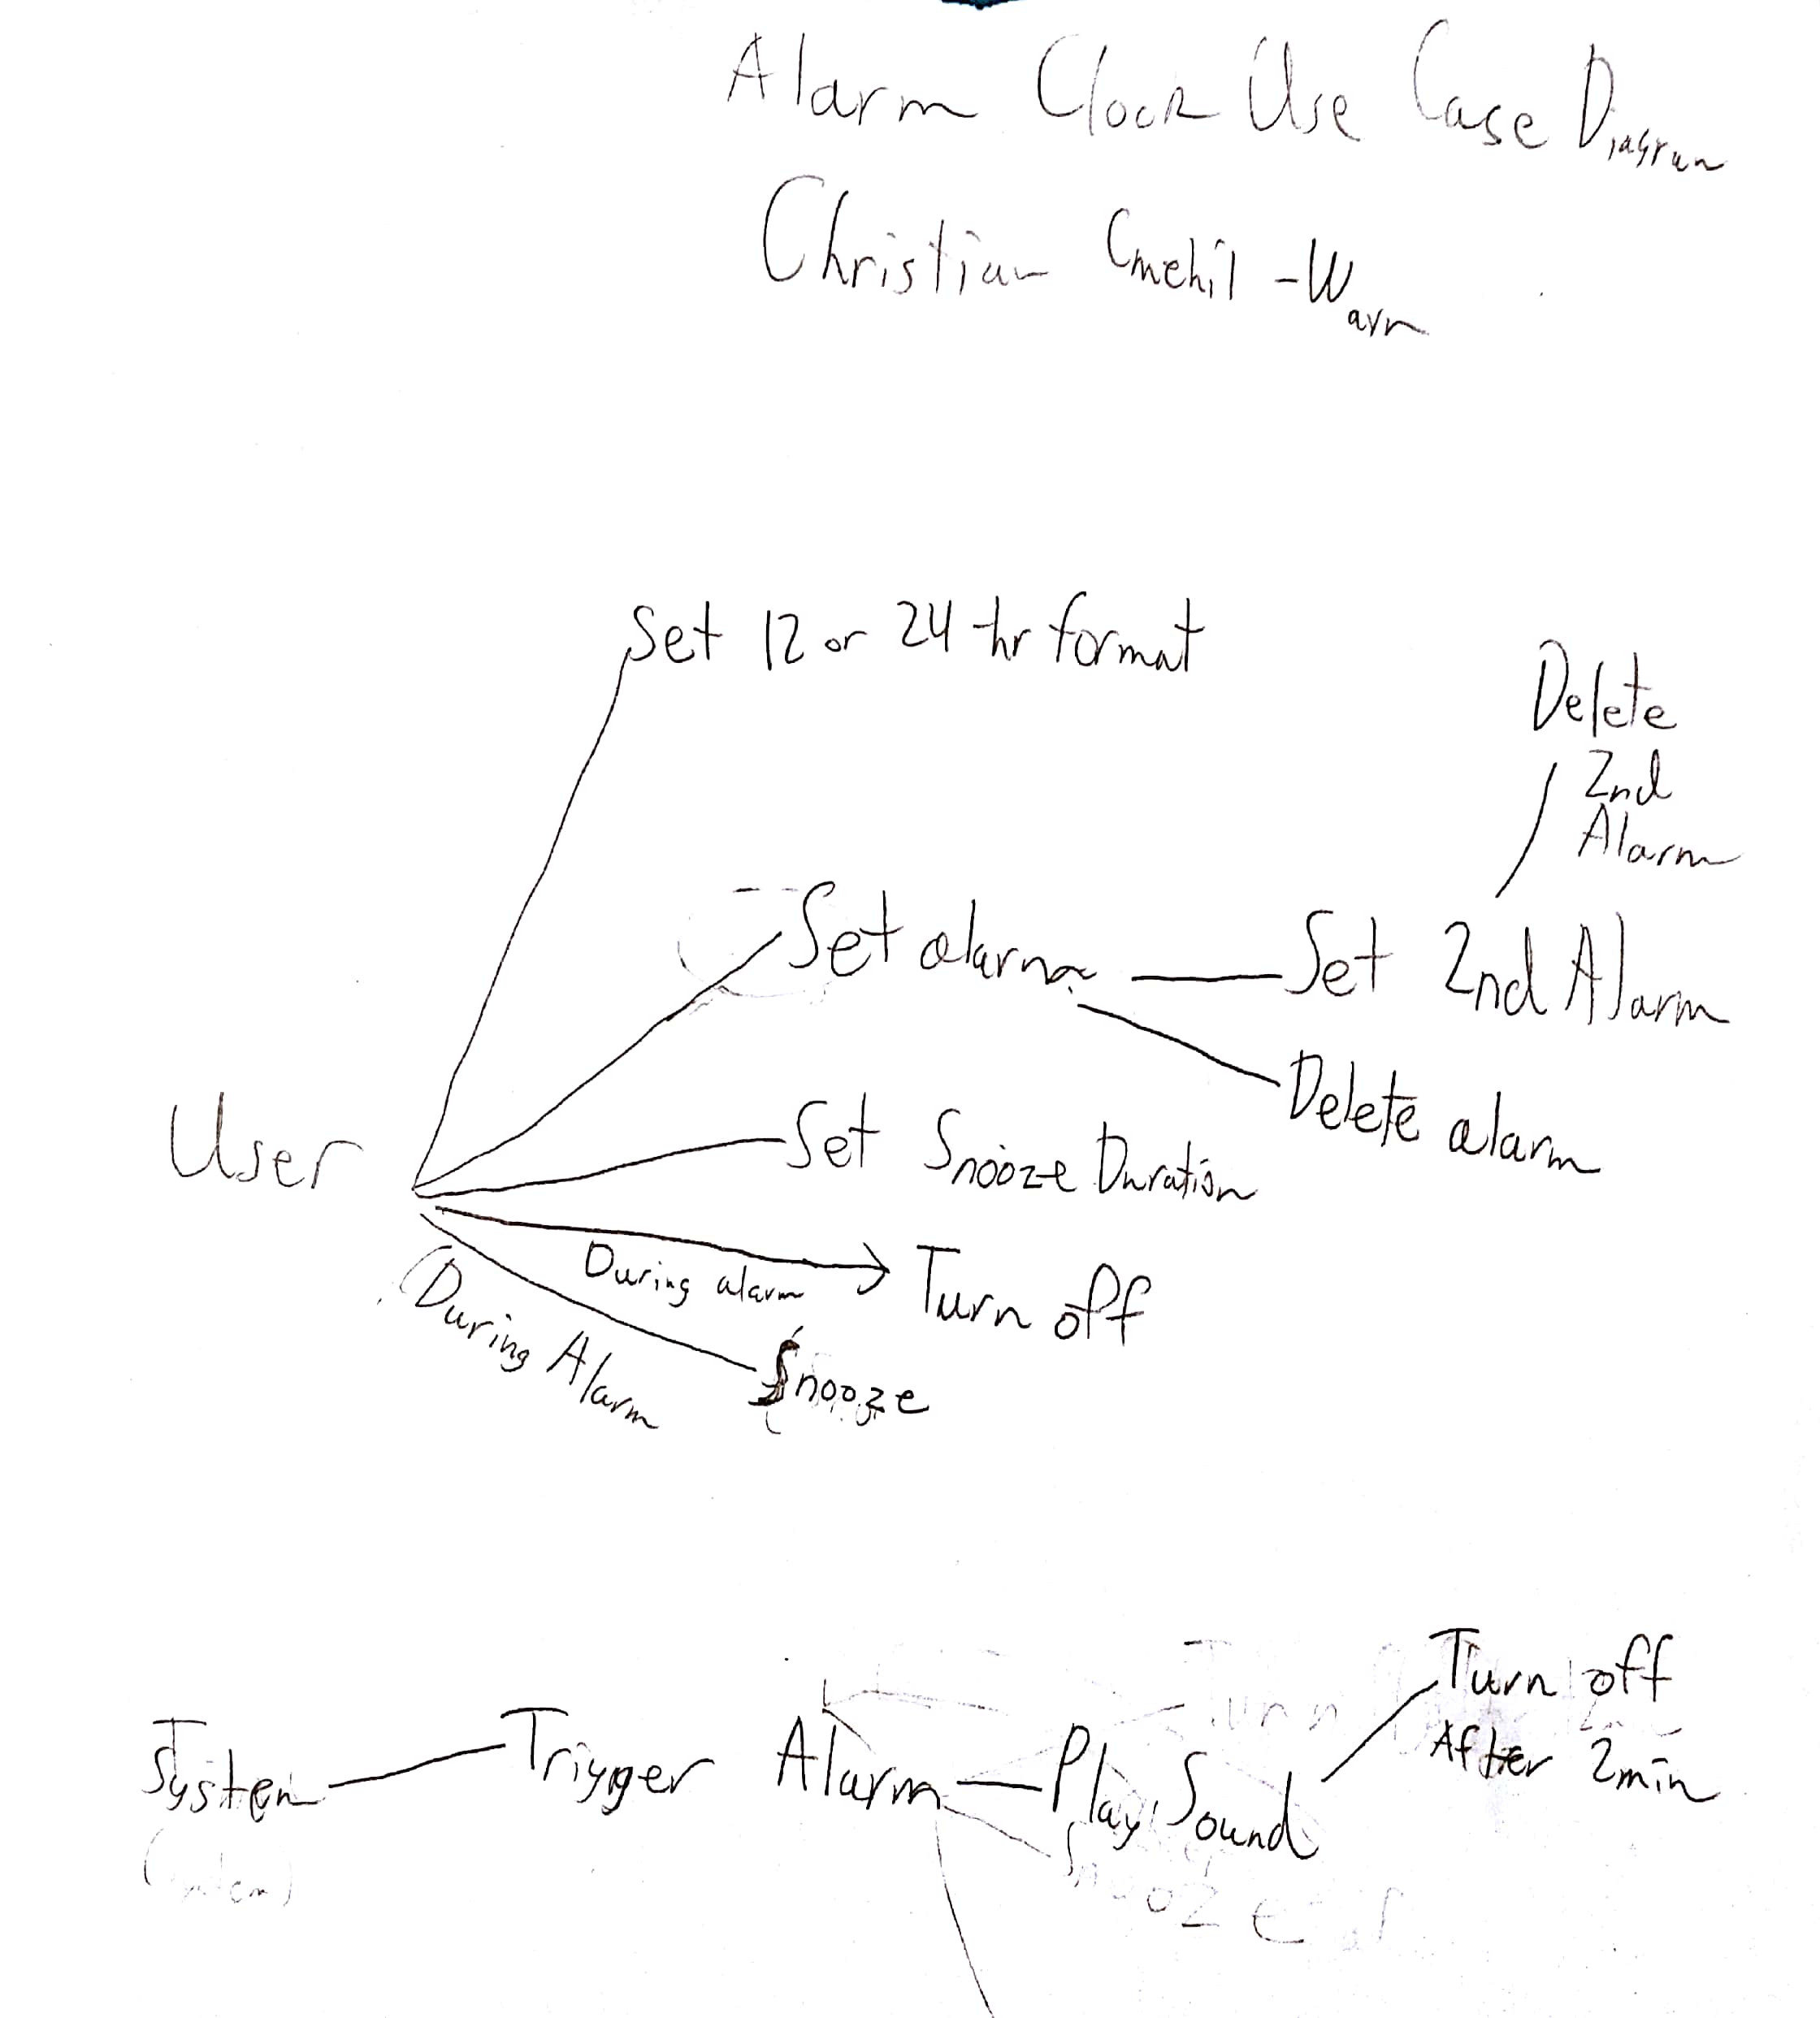 Alarm Clock Use Case Diagram
Christian Cmehil-Warn
Set 12 or 24-hr format
Delete
2nd
Alarm
Set alarm
Set 2nd Alarm
Delete alarm
User
Set Snooze Duration
During alarm
Turn off
During Alarm
Snooze
Turn off
After 2min
System
Trigger Alarm
Play Sound
Snooze